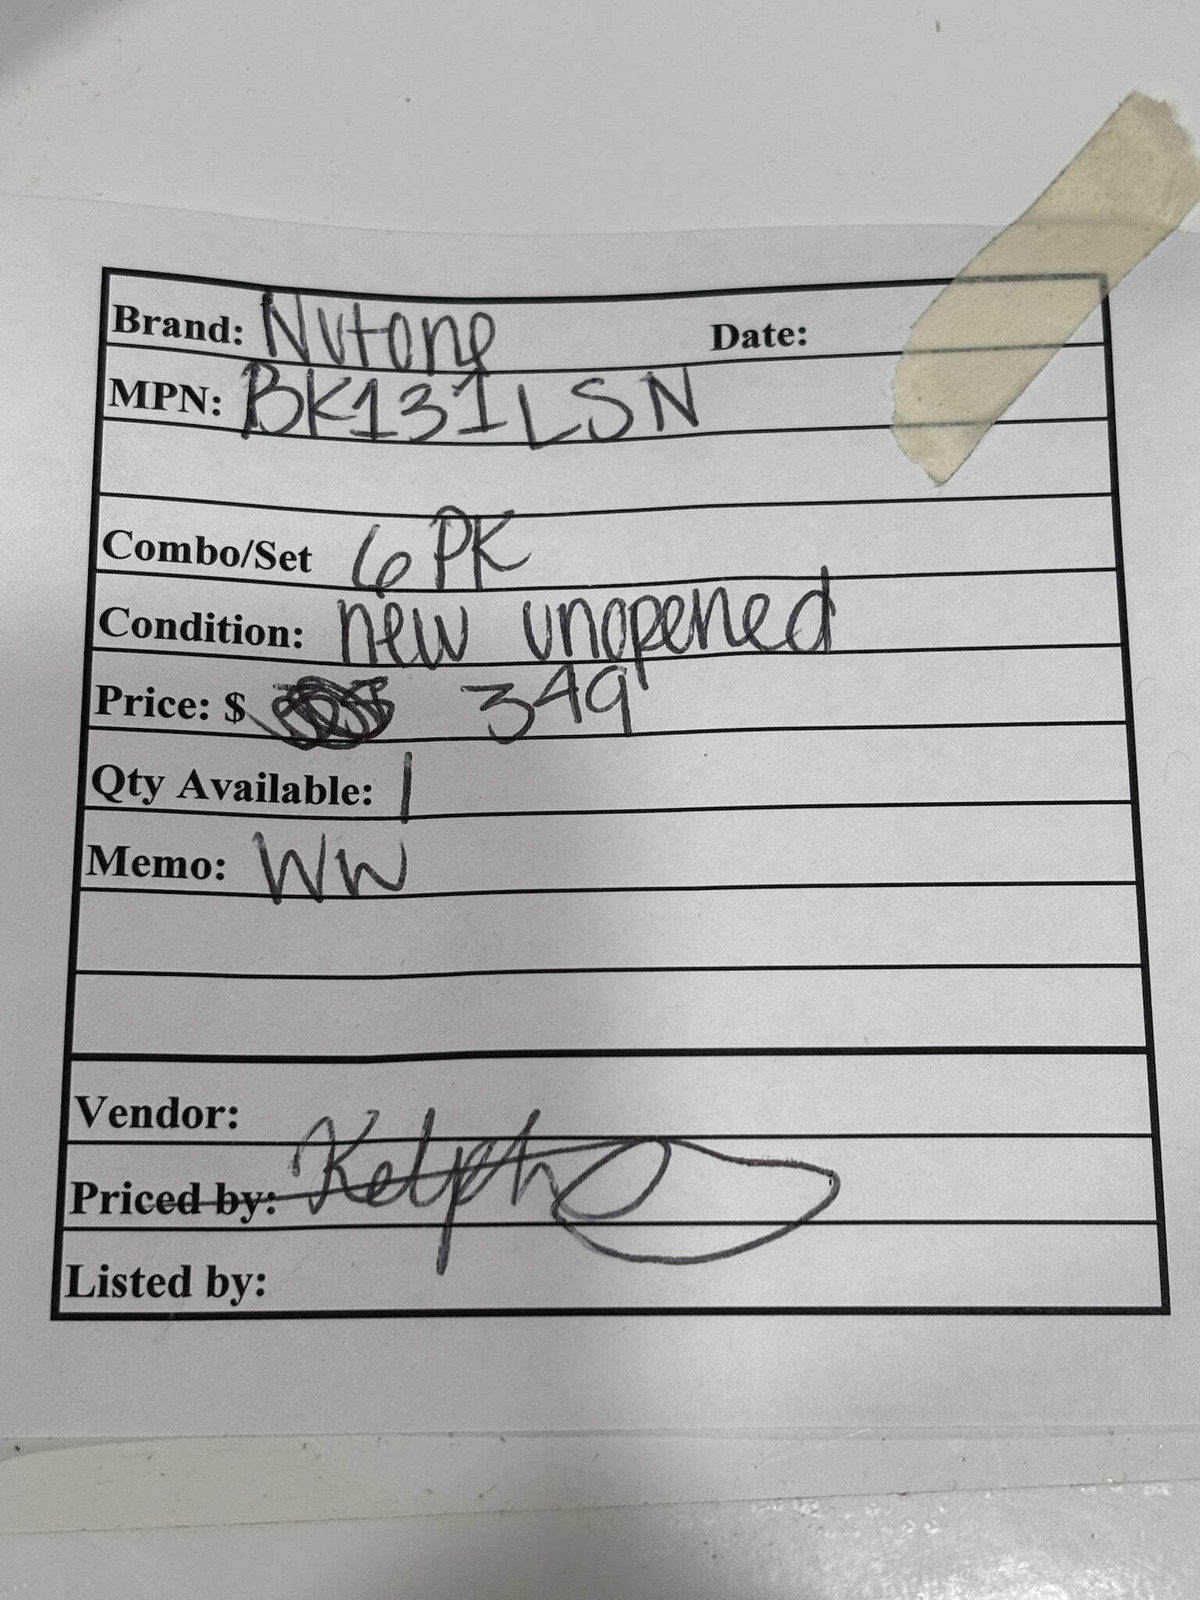 Brand: Nutone Date:
MPN: BK131LSN
Combo/Set 6 PK
Condition: new unopened
Price: $ 349
Qty Available: 1
Memo: WW
Vendor:
Priced by:
Listed by: